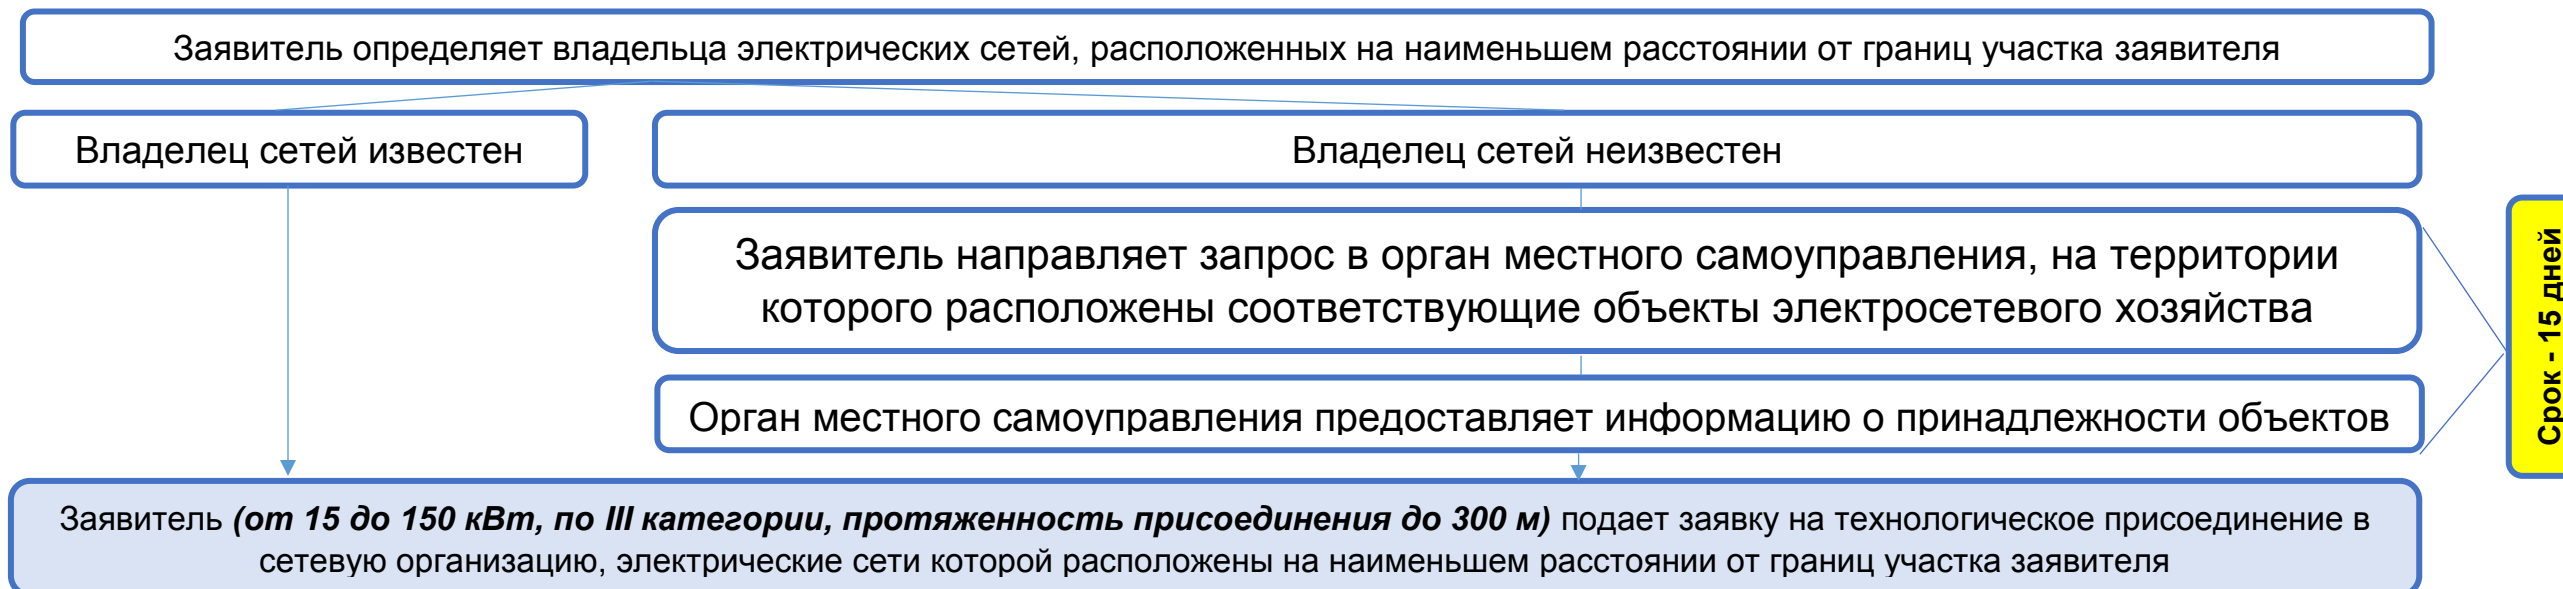 Заявитель определяет владельца электрических сетей, расположенных на наименьшем расстоянии от границ участка заявителя
Владелец сетей известен
Владелец сетей неизвестен
Заявитель направляет запрос в орган местного самоуправления, на территории
которого расположены соответствующие объекты электросетевого хозяйства
Срок - 15 дней
Орган местного самоуправления предоставляет информацию о принадлежности объектов
Заявитель (от 15 до 150 кВт, по III категории, протяженность присоединения до 300 м) подает заявку на технологическое присоединение в
сетевую организацию, электрические сети которой расположены на наименьшем расстоянии от границ участка заявителя